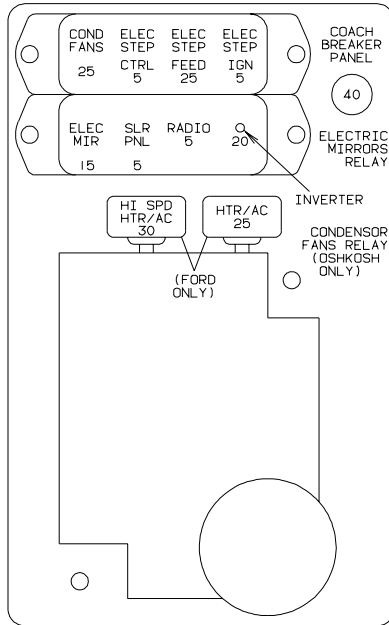 COND ELEC ELEC ELEC
FANS STEP STEP STEP
CTRL FEED IGN
25 5 25 5
COACH
BREAKER
PANEL
40
ELEC SLR RADIO
MIR PNL 5 20
15 5
ELECTRIC
MIRRORS
RELAY
INVERTER
HI SPD
HTR/AC
30
HTR/AC
25
(FORD
ONLY)
CONDENSOR
FANS RELAY
(OSHKOSH
ONLY)